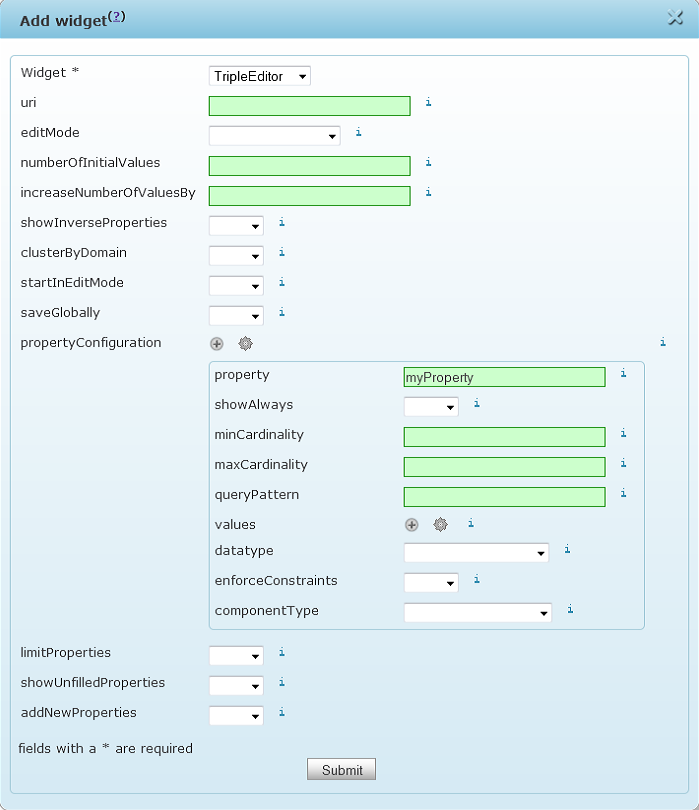 Add widget(?)
Widget * TripleEditor
uri i
editMode i
numberOfInitialValues i
increaseNumberOfValuesBy i
showInverseProperties i
clusterByDomain i
startInEditMode i
saveGlobally i
propertyConfiguration i
property myProperty i
showAlways i
minCardinality i
maxCardinality i
queryPattern i
values i
datatype i
enforceConstraints i
componentType i
limitProperties i
showUnfilledProperties i
addNewProperties i
fields with a * are required
Submit